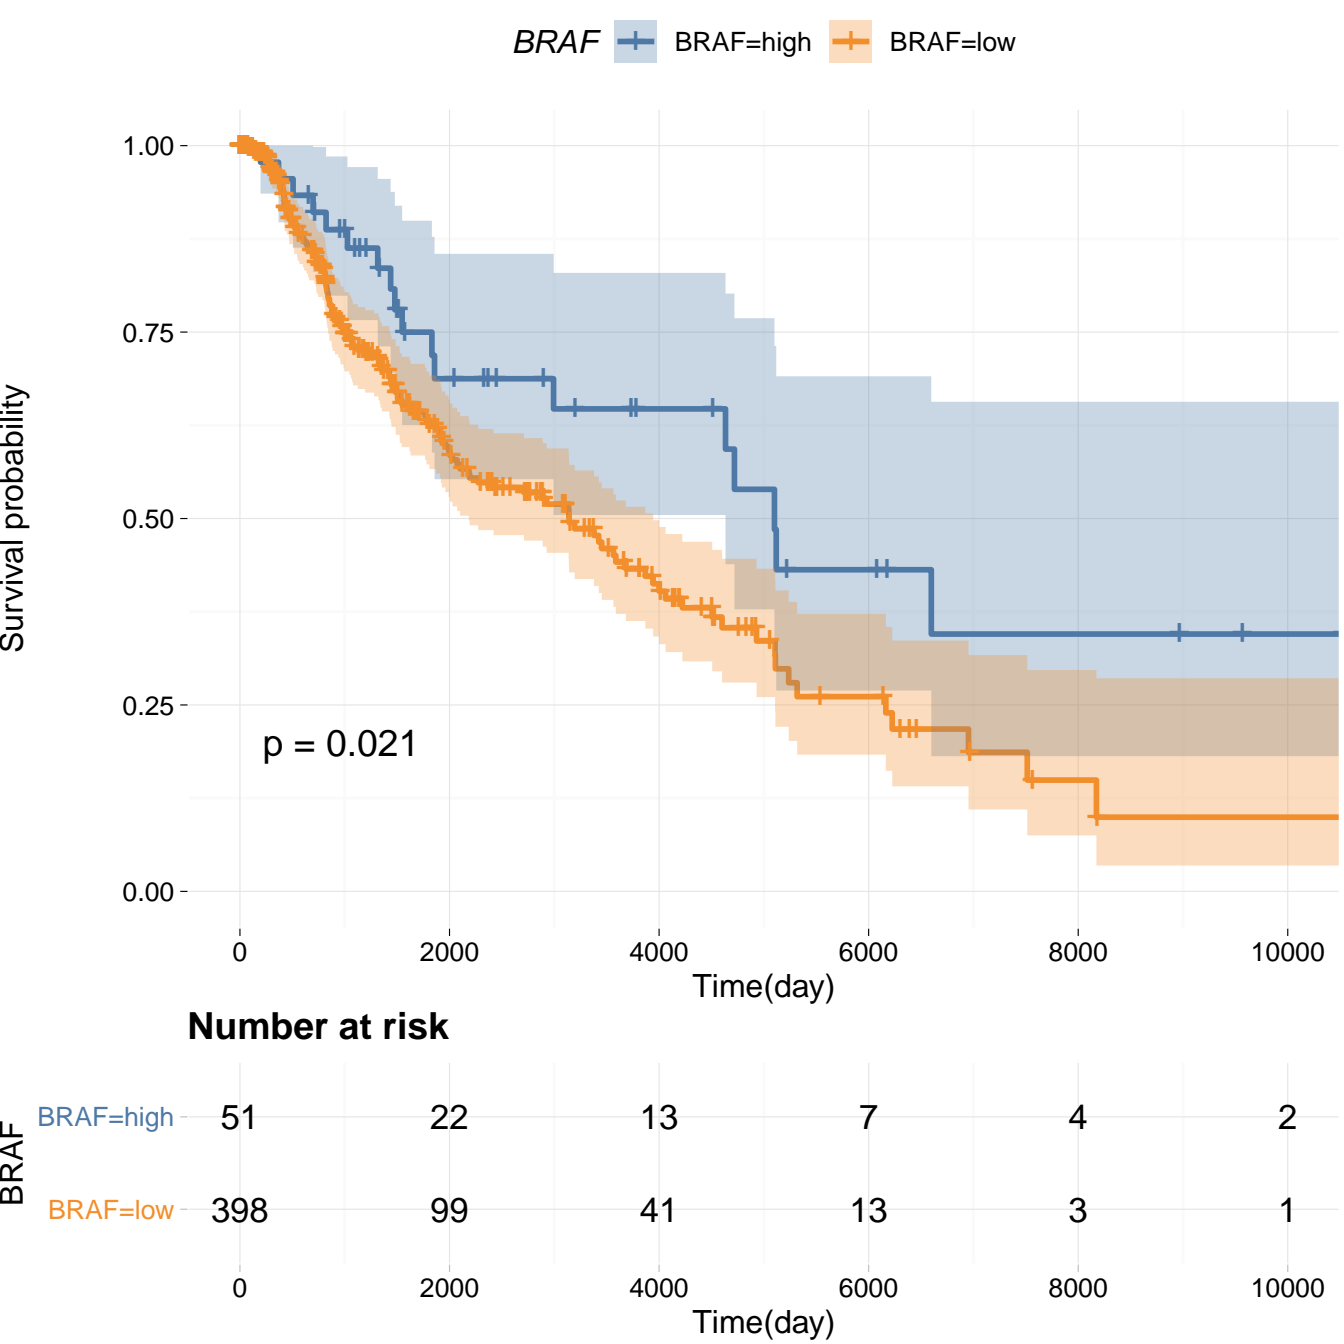 BRAF BRAF=high BRAF=low
Survival probability
1.00
0.75
0.50
0.25
0.00
p = 0.021
0 2000 4000 6000 8000 10000
Time(day)
Number at risk
BRAF
BRAF=high 51 22 13 7 4 2
BRAF=low 398 99 41 13 3 1
0 2000 4000 6000 8000 10000
Time(day)